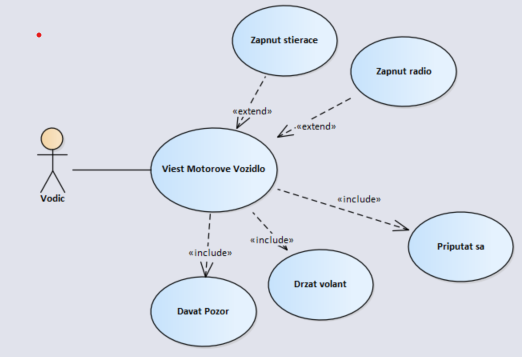 Zapnut stierace
Zapnut radio
«extend»
«extend»
Viest Motorove Vozidlo
Vodic
«include»
«include»
«include»
Priputat sa
Drzat volant
Davat Pozor